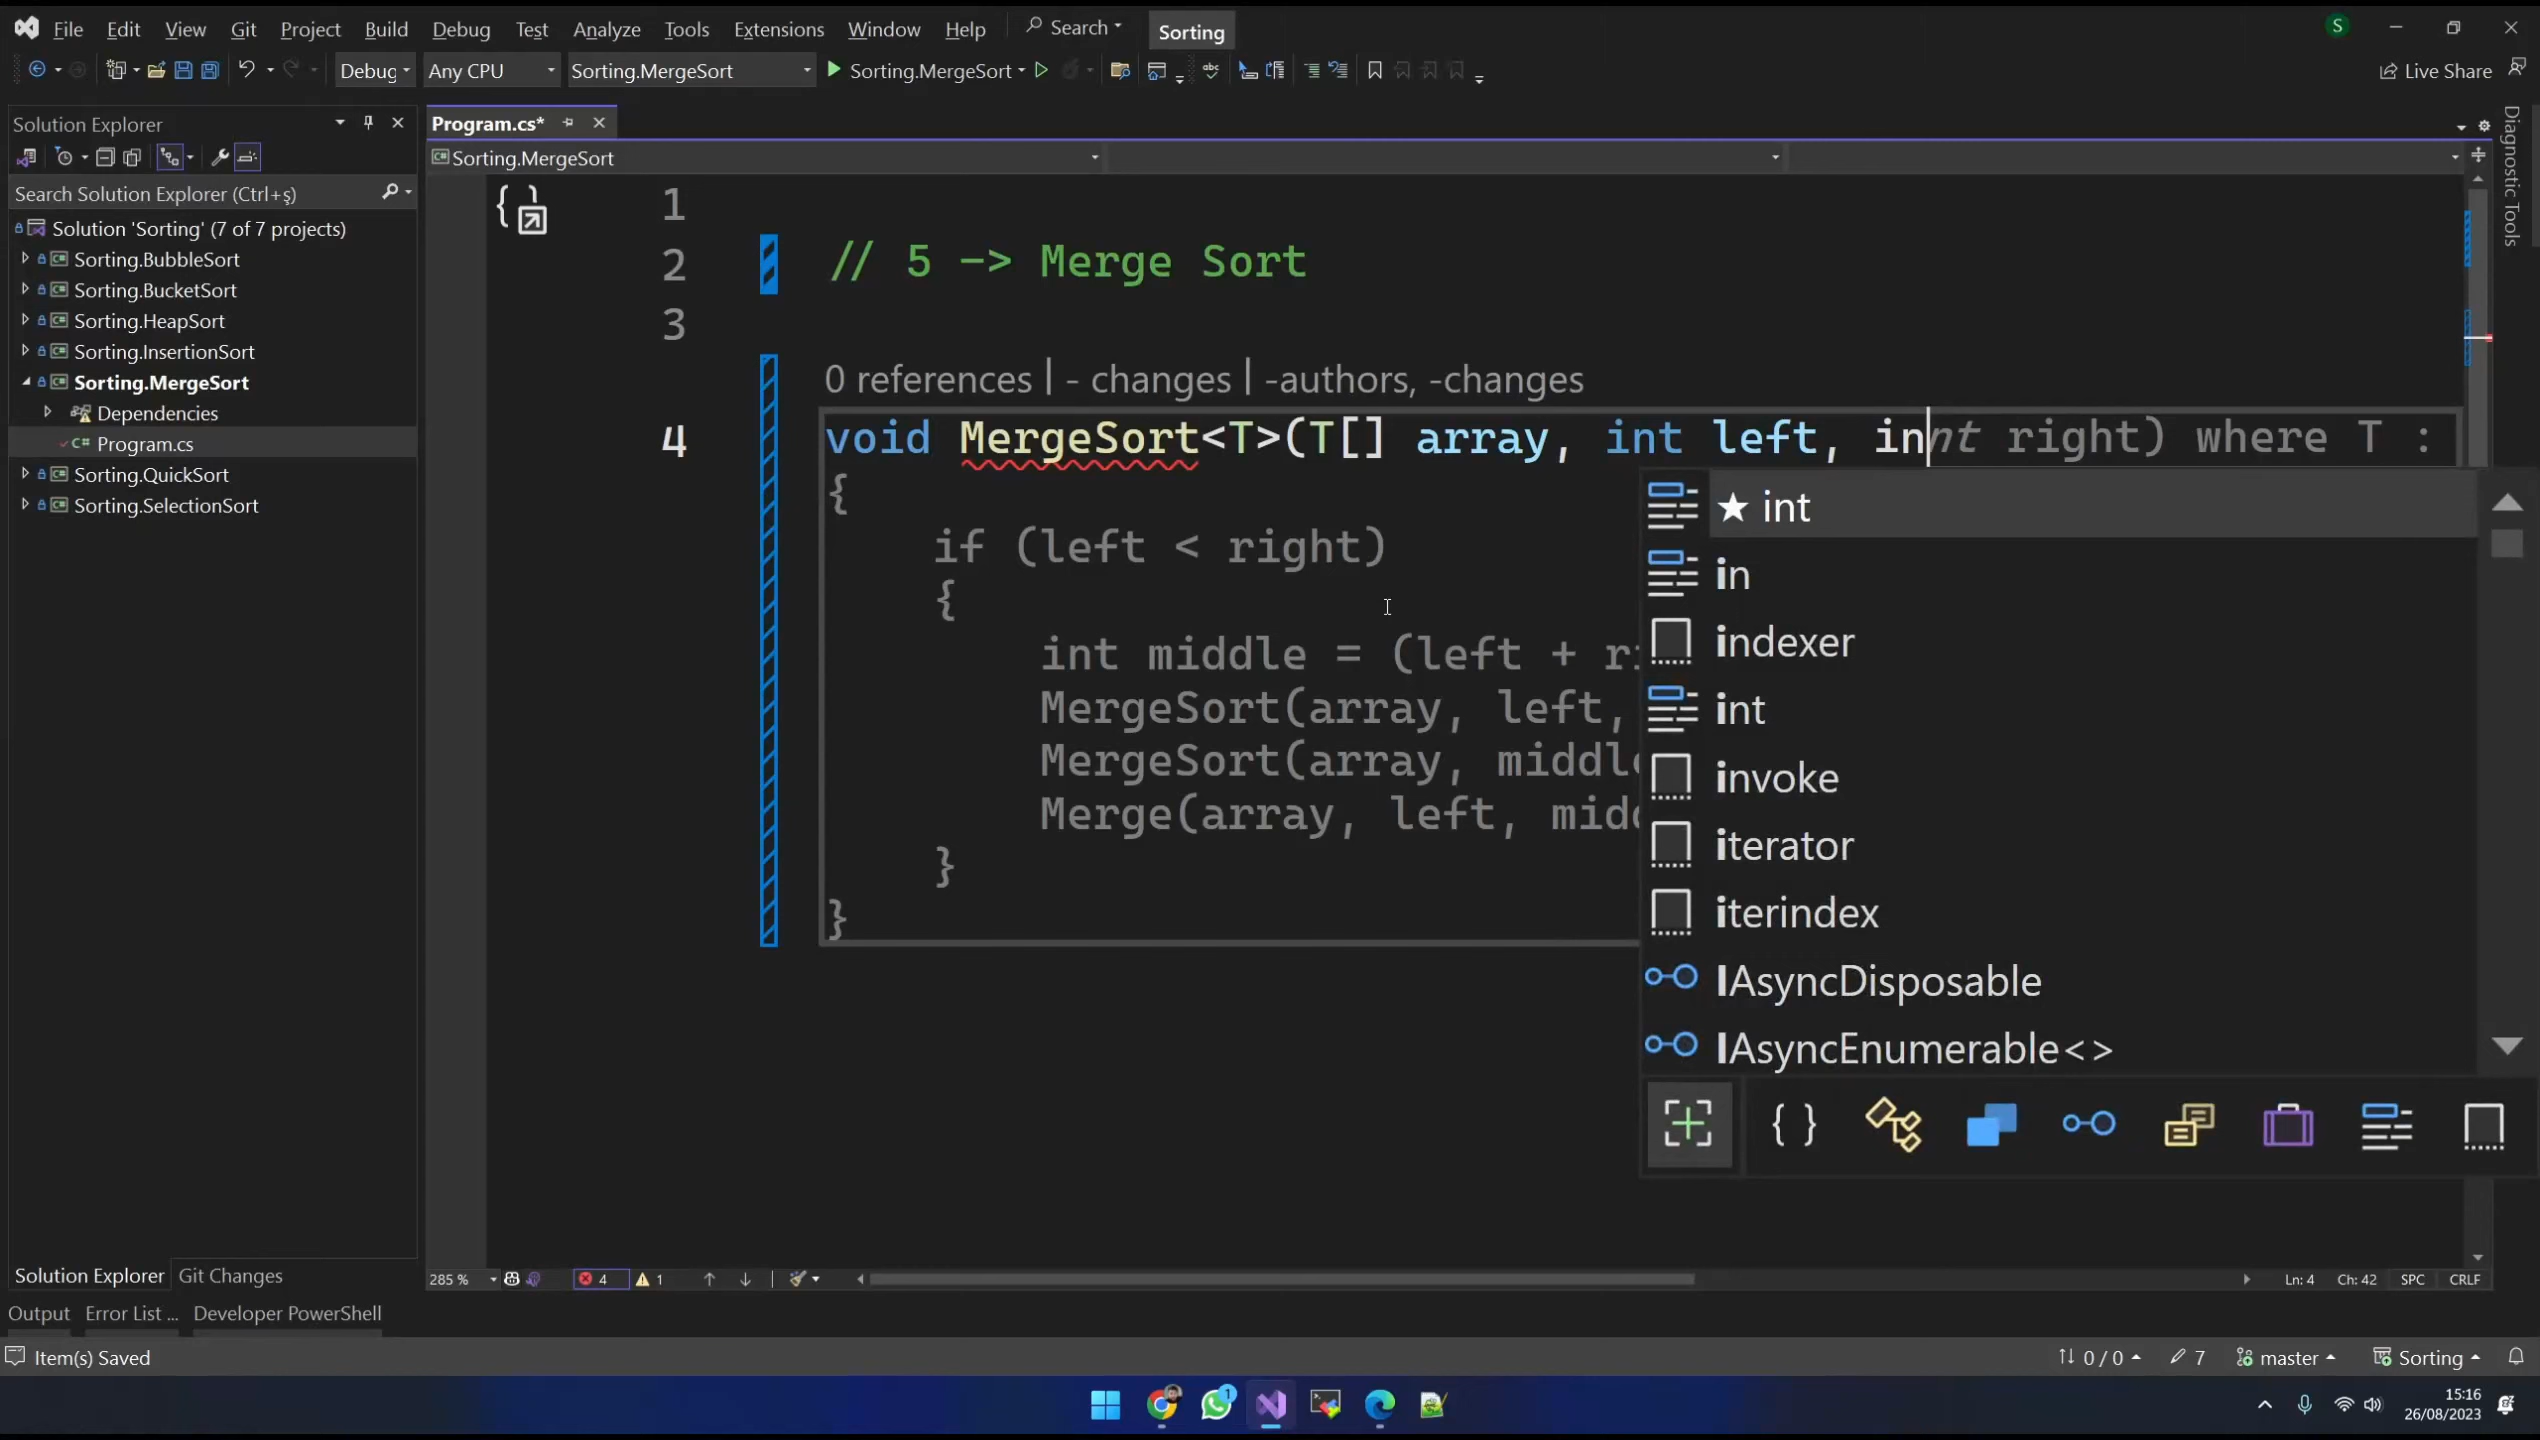 File Edit View Git Project Build Debug Test Analyze Tools Extensions Window Help Search Sorting S
Debug Any CPU Sorting.MergeSort Sorting.MergeSort Live Share
Solution Explorer
Search Solution Explorer (Ctrl+ş)
Solution 'Sorting' (7 of 7 projects)
Sorting.BubbleSort
Sorting.BucketSort
Sorting.HeapSort
Sorting.InsertionSort
Sorting.MergeSort
Dependencies
C# Program.cs
Sorting.QuickSort
Sorting.SelectionSort
Solution Explorer Git Changes
Program.cs*
Sorting.MergeSort
1
2 // 5 -> Merge Sort
3
0 references | - changes | -authors, -changes
4 void MergeSort<T>(T[] array, int left, innt right) where T :
{
if (left < right)
{
int middle = (left + ri
MergeSort(array, left,
MergeSort(array, middle
Merge(array, left, midd
}
}
★ int
in
indexer
int
invoke
iterator
iterindex
IAsyncDisposable
IAsyncEnumerable<>
Diagnostic Tools
285 % 4 1 Ln: 4 Ch: 42 SPC CRLF
Output Error List ... Developer PowerShell
Item(s) Saved 0 / 0 7 master Sorting
1
15:16
26/08/2023